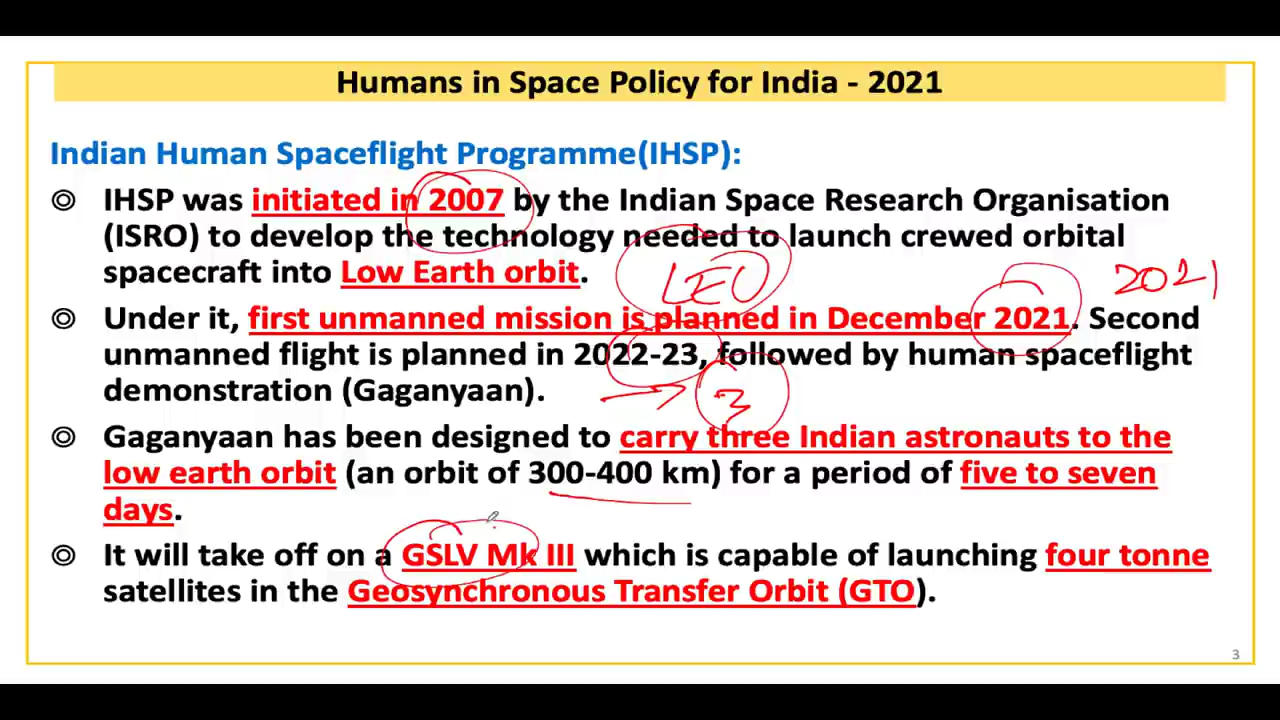 Humans in Space Policy for India - 2021
Indian Human Spaceflight Programme(IHSP):
◎ IHSP was initiated in 2007 by the Indian Space Research Organisation
(ISRO) to develop the technology needed to launch crewed orbital
spacecraft into Low Earth orbit.
LEO
2021
◎ Under it, first unmanned mission is planned in December 2021. Second
unmanned flight is planned in 2022-23, followed by human spaceflight
demonstration (Gaganyaan).
3
◎ Gaganyaan has been designed to carry three Indian astronauts to the
low earth orbit (an orbit of 300-400 km) for a period of five to seven
days.
◎ It will take off on a GSLV Mk III which is capable of launching four tonne
satellites in the Geosynchronous Transfer Orbit (GTO).
3